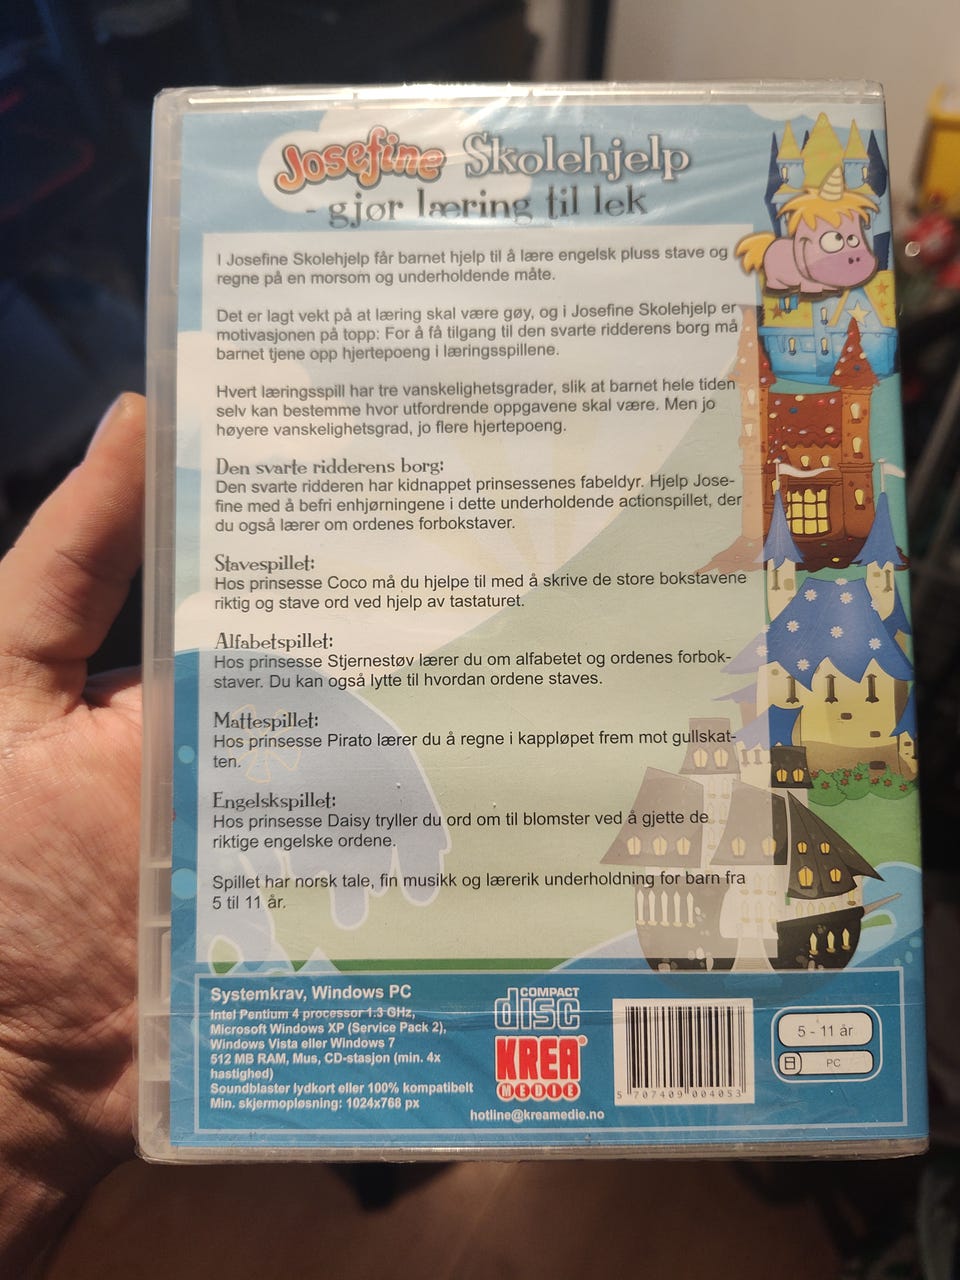 Josefine Skolehjelp
- gjør læring til lek
I Josefine Skolehjelp får barnet hjelp til å lære engelsk pluss stave og
regne på en morsom og underholdende måte.
Det er lagt vekt på at læring skal være gøy, og i Josefine Skolehjelp er
motivasjonen på topp: For å få tilgang til den svarte ridderens borg må
barnet tjene opp hjertepoeng i læringsspillene.
Hvert læringsspill har tre vanskelighetsgrader, slik at barnet hele tiden
selv kan bestemme hvor utfordrende oppgavene skal være. Men jo
høyere vanskelighetsgrad, jo flere hjertepoeng.
Den svarte ridderens borg:
Den svarte ridderen har kidnappet prinsessenes fabeldyr. Hjelp Jose-
fine med å befri enhjørningene i dette underholdende actionspillet, der
du også lærer om ordenes forbokstaver.
Stavespillet:
Hos prinsesse Coco må du hjelpe til med å skrive de store bokstavene
riktig og stave ord ved hjelp av tastaturet.
Alfabetspillet:
Hos prinsesse Stjernestøv lærer du om alfabetet og ordenes forbok-
staver. Du kan også lytte til hvordan ordene staves.
Mattespillet:
Hos prinsesse Pirato lærer du å regne i kappløpet frem mot gullskat-
ten.
Engelskspillet:
Hos prinsesse Daisy tryller du ord om til blomster ved å gjette de
riktige engelske ordene.
Spillet har norsk tale, fin musikk og lærerik underholdning for barn fra
5 til 11 år.
Systemkrav, Windows PC
Intel Pentium 4 processor 1.3 GHz,
Microsoft Windows XP (Service Pack 2),
Windows Vista eller Windows 7
512 MB RAM, Mus, CD-stasjon (min. 4x
hastighed)
Soundblaster lydkort eller 100% kompatibelt
Min. skjermoppløsning: 1024x768 px
COMPACT
disc
KREA
MEDIE
hotline@kreamedie.no
5 707409 004053
5 - 11 år
PC